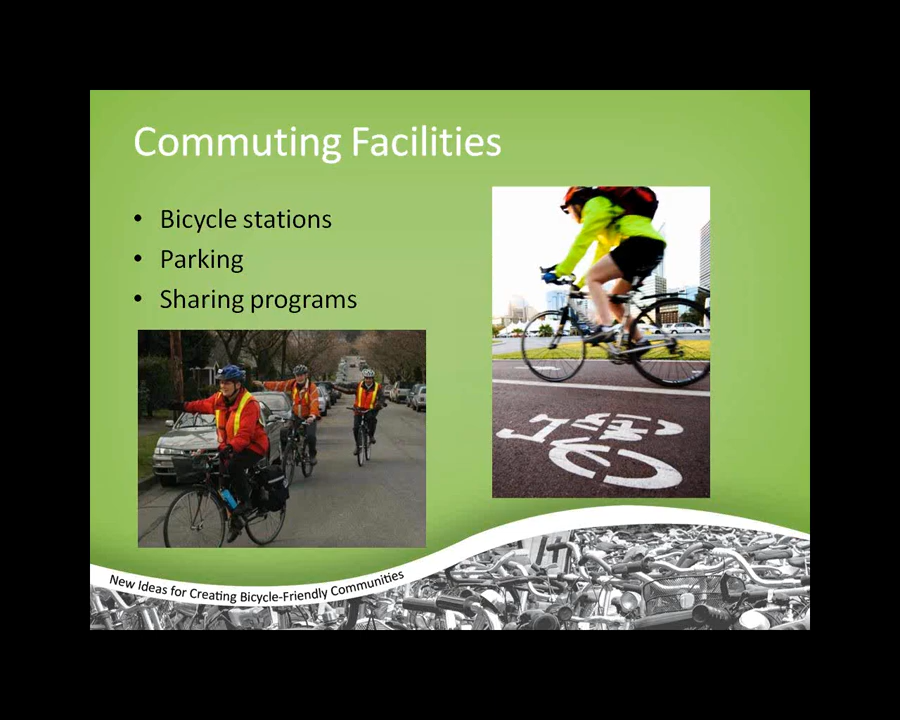 Commuting Facilities
• Bicycle stations
• Parking
• Sharing programs
New Ideas for Creating Bicycle-Friendly Communities